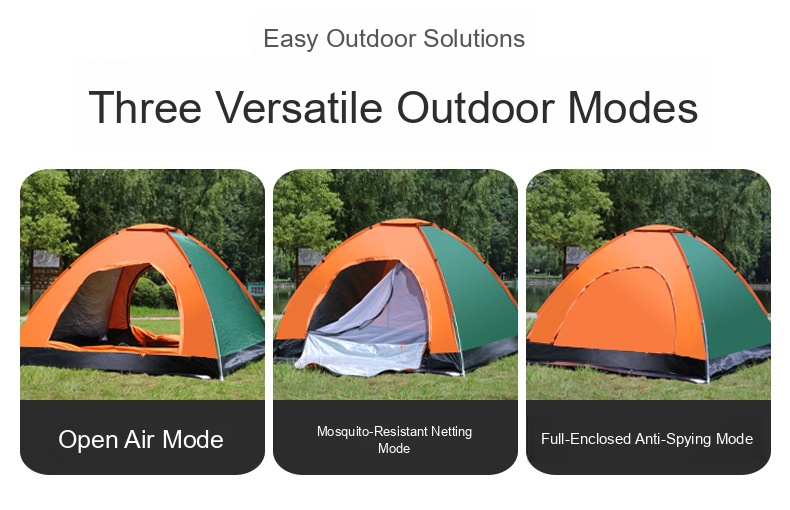 Easy Outdoor Solutions
Three Versatile Outdoor Modes
Open Air Mode
Mosquito-Resistant Netting
Mode
Full-Enclosed Anti-Spying Mode